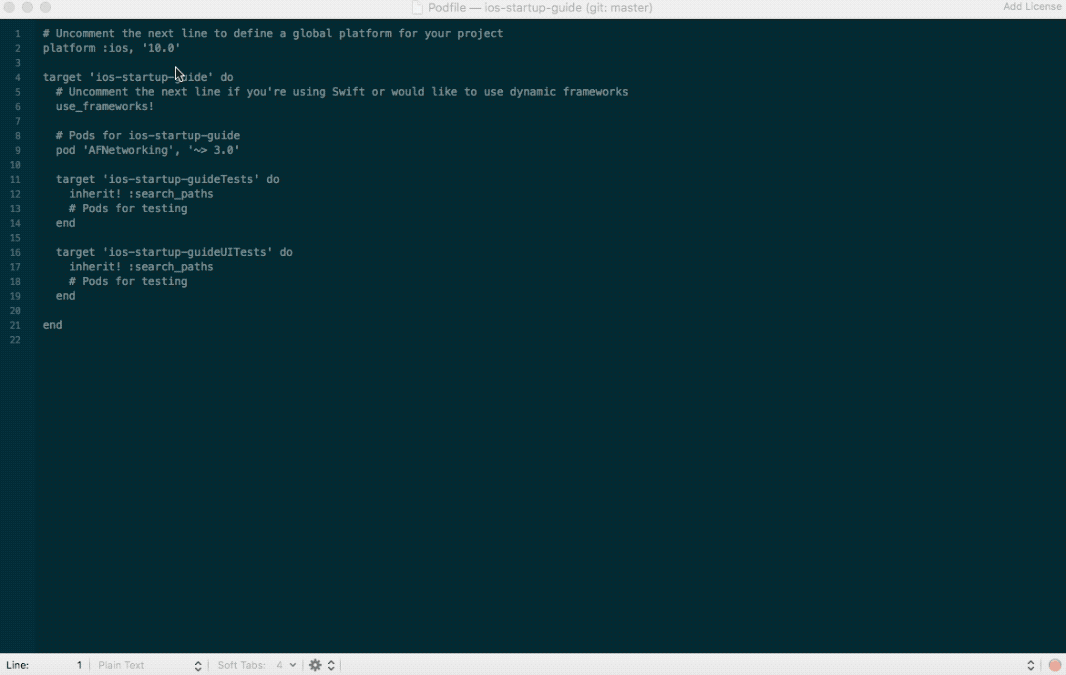 Podfile — ios-startup-guide (git: master)
Add License
1 # Uncomment the next line to define a global platform for your project
2 platform :ios, '10.0'
3
4 target 'ios-startup-guide' do
5 # Uncomment the next line if you're using Swift or would like to use dynamic frameworks
6 use_frameworks!
7
8 # Pods for ios-startup-guide
9 pod 'AFNetworking', '~> 3.0'
10
11 target 'ios-startup-guideTests' do
12 inherit! :search_paths
13 # Pods for testing
14 end
15
16 target 'ios-startup-guideUITests' do
17 inherit! :search_paths
18 # Pods for testing
19 end
20
21 end
22
Line: 1 Plain Text Soft Tabs: 4